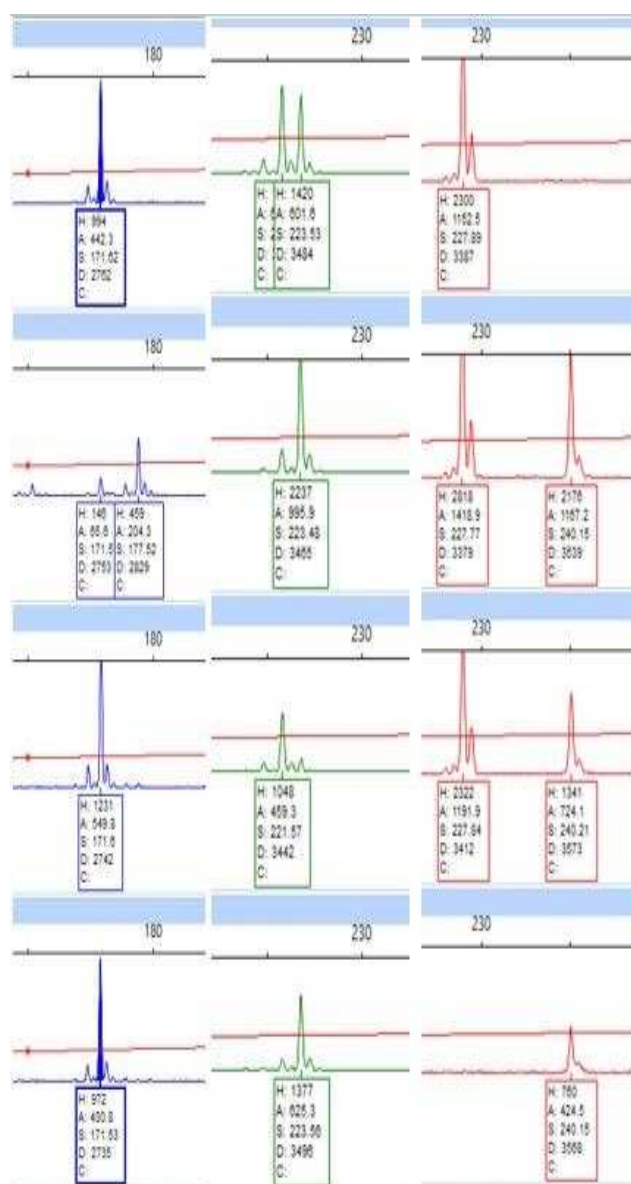 180
230
230
H: 994
A: 442.3
S: 171.62
D: 2762
C:
H:
A:
S:
D:
C:
H: 1420
A: 601.6
S: 223.53
D: 3484
C:
H: 2300
A: 1152.5
S: 227.89
D: 3387
C:
180
230
230
H: 146
A: 66.6
S: 171.5
D: 2753
C:
H: 459
A: 204.3
S: 177.52
D: 2829
C:
H: 2237
A: 995.9
S: 223.48
D: 3465
C:
H: 2818
A: 1418.9
S: 227.77
D: 3379
C:
H: 2176
A: 1167.2
S: 240.15
D: 3539
C:
180
230
230
H: 1231
A: 549.8
S: 171.6
D: 2742
C:
H: 1048
A: 459.3
S: 221.57
D: 3442
C:
H: 2322
A: 1191.9
S: 227.84
D: 3412
C:
H: 1341
A: 724.1
S: 240.21
D: 3573
C:
180
230
230
H: 972
A: 430.8
S: 171.53
D: 2735
C:
H: 1377
A: 625.3
S: 223.56
D: 3496
C:
H: 760
A: 424.5
S: 240.15
D: 3568
C: